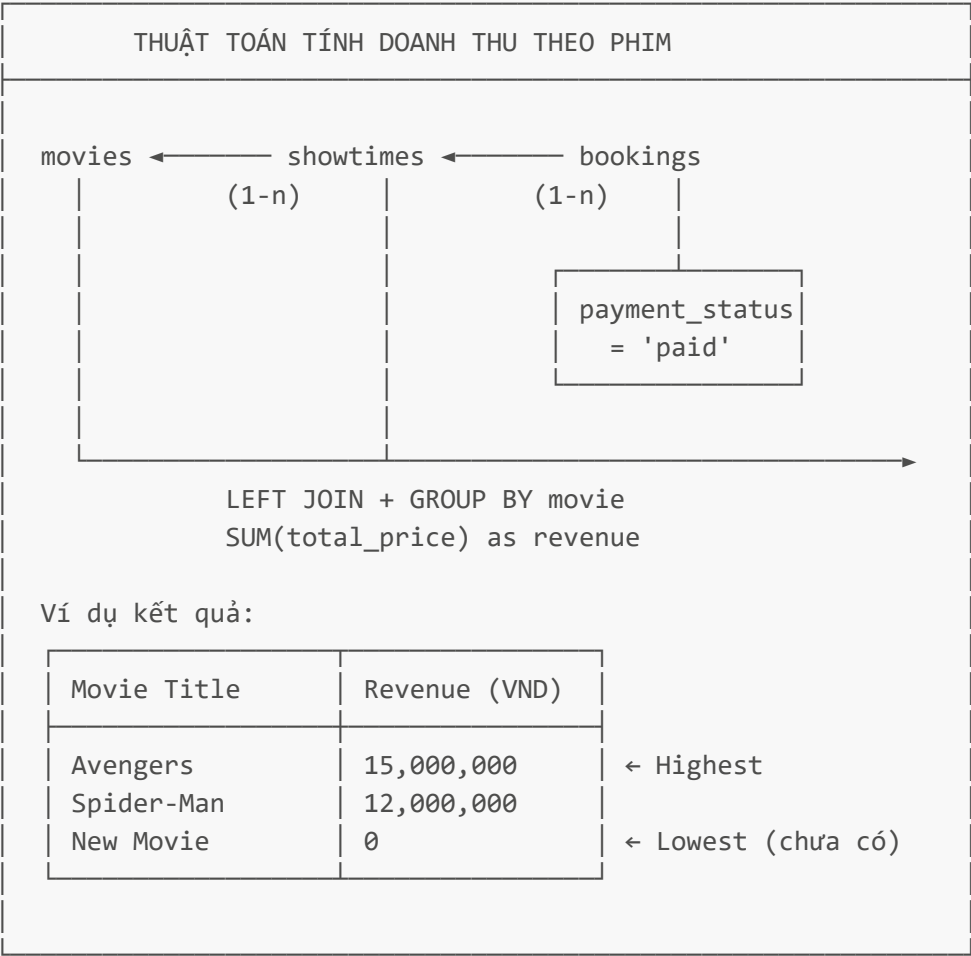 THUẬT TOÁN TÍNH DOANH THU THEO PHIM
movies ◄─────── showtimes ◄─────── bookings
(1-n) (1-n)
payment_status
= 'paid'
LEFT JOIN + GROUP BY movie
SUM(total_price) as revenue
Ví dụ kết quả:
Movie Title Revenue (VND)
Avengers 15,000,000 ← Highest
Spider-Man 12,000,000
New Movie 0 ← Lowest (chưa có)